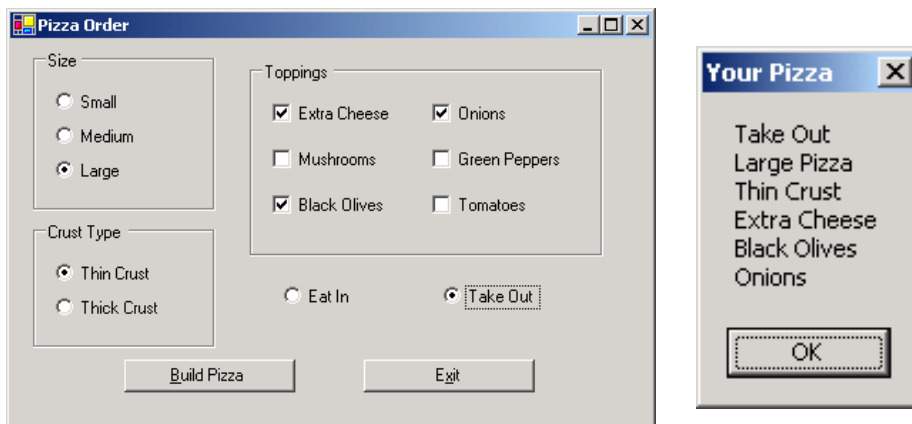 Pizza Order
Size
Small
Medium
Large
Crust Type
Thin Crust
Thick Crust
Toppings
Extra Cheese Onions
Mushrooms Green Peppers
Black Olives Tomatoes
Eat In Take Out
Build Pizza Exit
Your Pizza
Take Out
Large Pizza
Thin Crust
Extra Cheese
Black Olives
Onions
OK